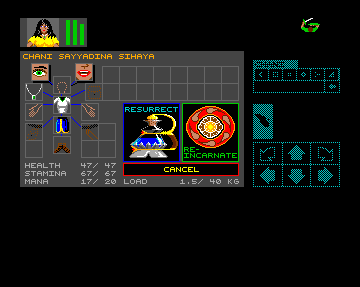 CHANI SAYYADINA SIHAYA
RESURRECT
RE-
INCARNATE
CANCEL
HEALTH 47/ 47
STAMINA 67/ 67
MANA 17/ 20
LOAD 1.5/ 40 KG